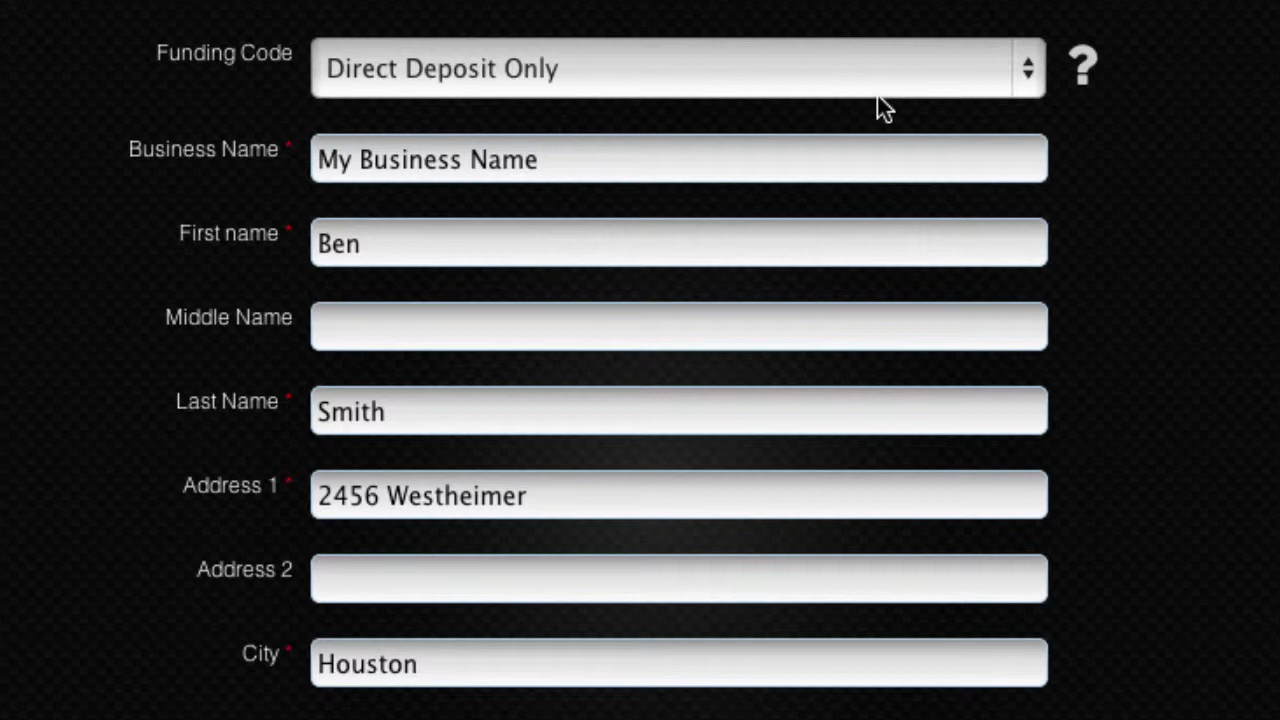 Funding Code Direct Deposit Only ?
Business Name * My Business Name
First name * Ben
Middle Name
Last Name * Smith
Address 1 * 2456 Westheimer
Address 2
City * Houston